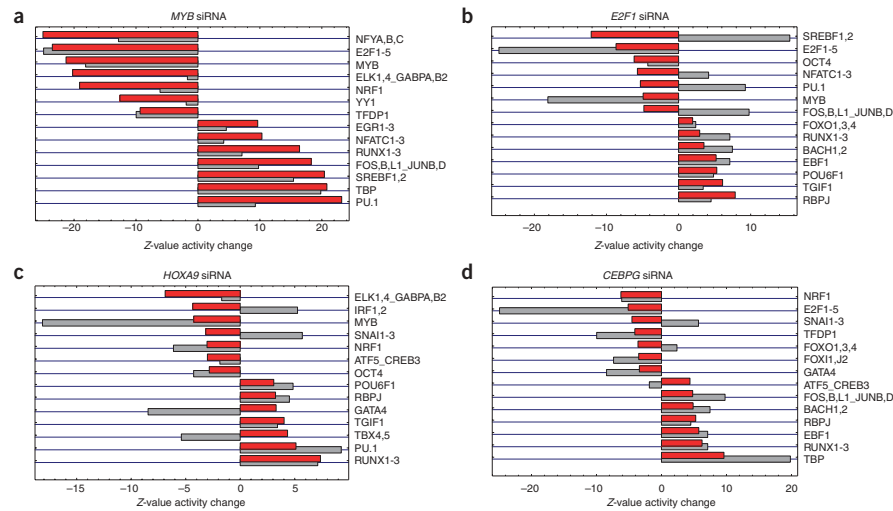 a
MYB siRNA
−20
−10
0
10
20
NFYA,B,C
E2F1-5
MYB
ELK1,4_GABPA,B2
NRF1
YY1
TFDP1
EGR1-3
NFATC1-3
RUNX1-3
FOS,B,L1_JUNB,D
SREBF1,2
TBP
PU.1
−20
−10
0
10
20
Z-value activity change
b
E2F1 siRNA
SREBF1,2
E2F1-5
OCT4
NFATC1-3
PU.1
MYB
FOS,B,L1_JUNB,D
FOXO1,3,4
RUNX1-3
BACH1,2
EBF1
POU6F1
TGIF1
RBPJ
−20
−10
0
10
Z-value activity change
c
HOXA9 siRNA
ELK1,4_GABPA,B2
IRF1,2
MYB
SNAI1-3
NRF1
ATF5_CREB3
OCT4
POU6F1
RBPJ
GATA4
TGIF1
TBX4,5
PU.1
RUNX1-3
−15
−10
−5
0
5
Z-value activity change
d
CEBPG siRNA
NRF1
E2F1-5
SNAI1-3
TFDP1
FOXO1,3,4
FOXI1,J2
GATA4
ATF5_CREB3
FOS,B,L1_JUNB,D
BACH1,2
RBPJ
EBF1
RUNX1-3
TBP
−20
−10
0
10
20
Z-value activity change